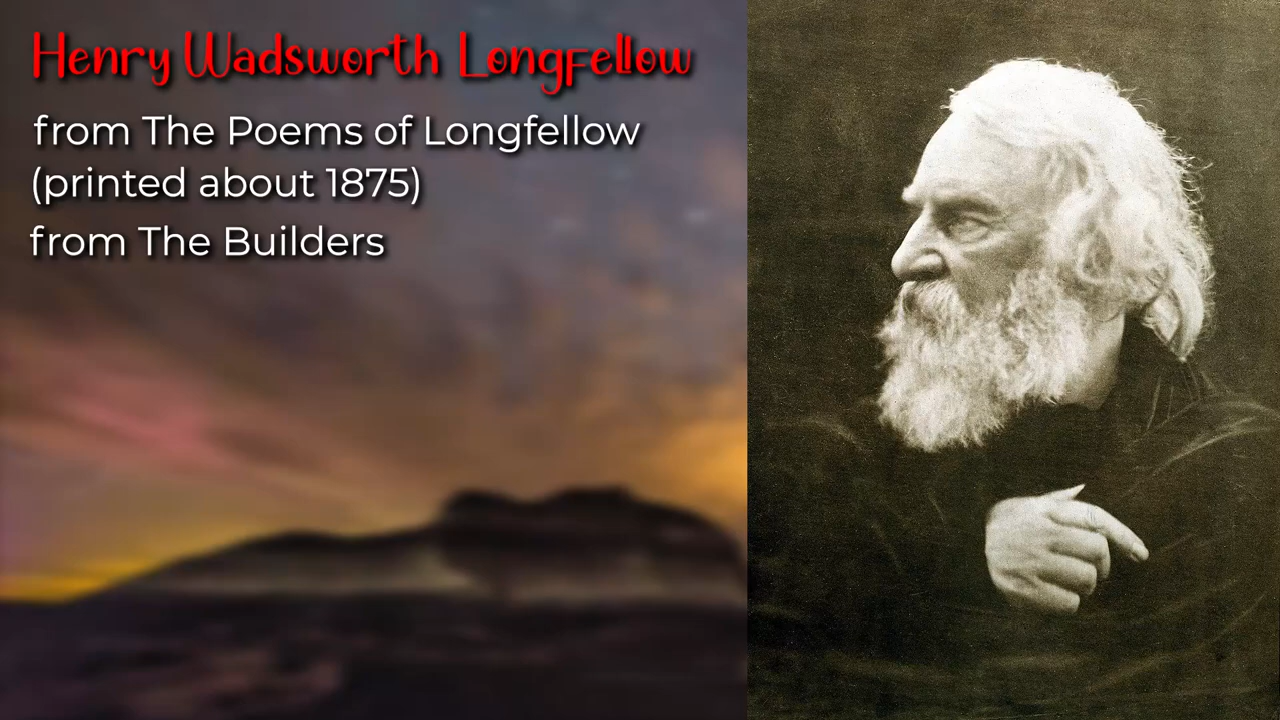 Henry Wadsworth Longfellow
from The Poems of Longfellow
(printed about 1875)
from The Builders